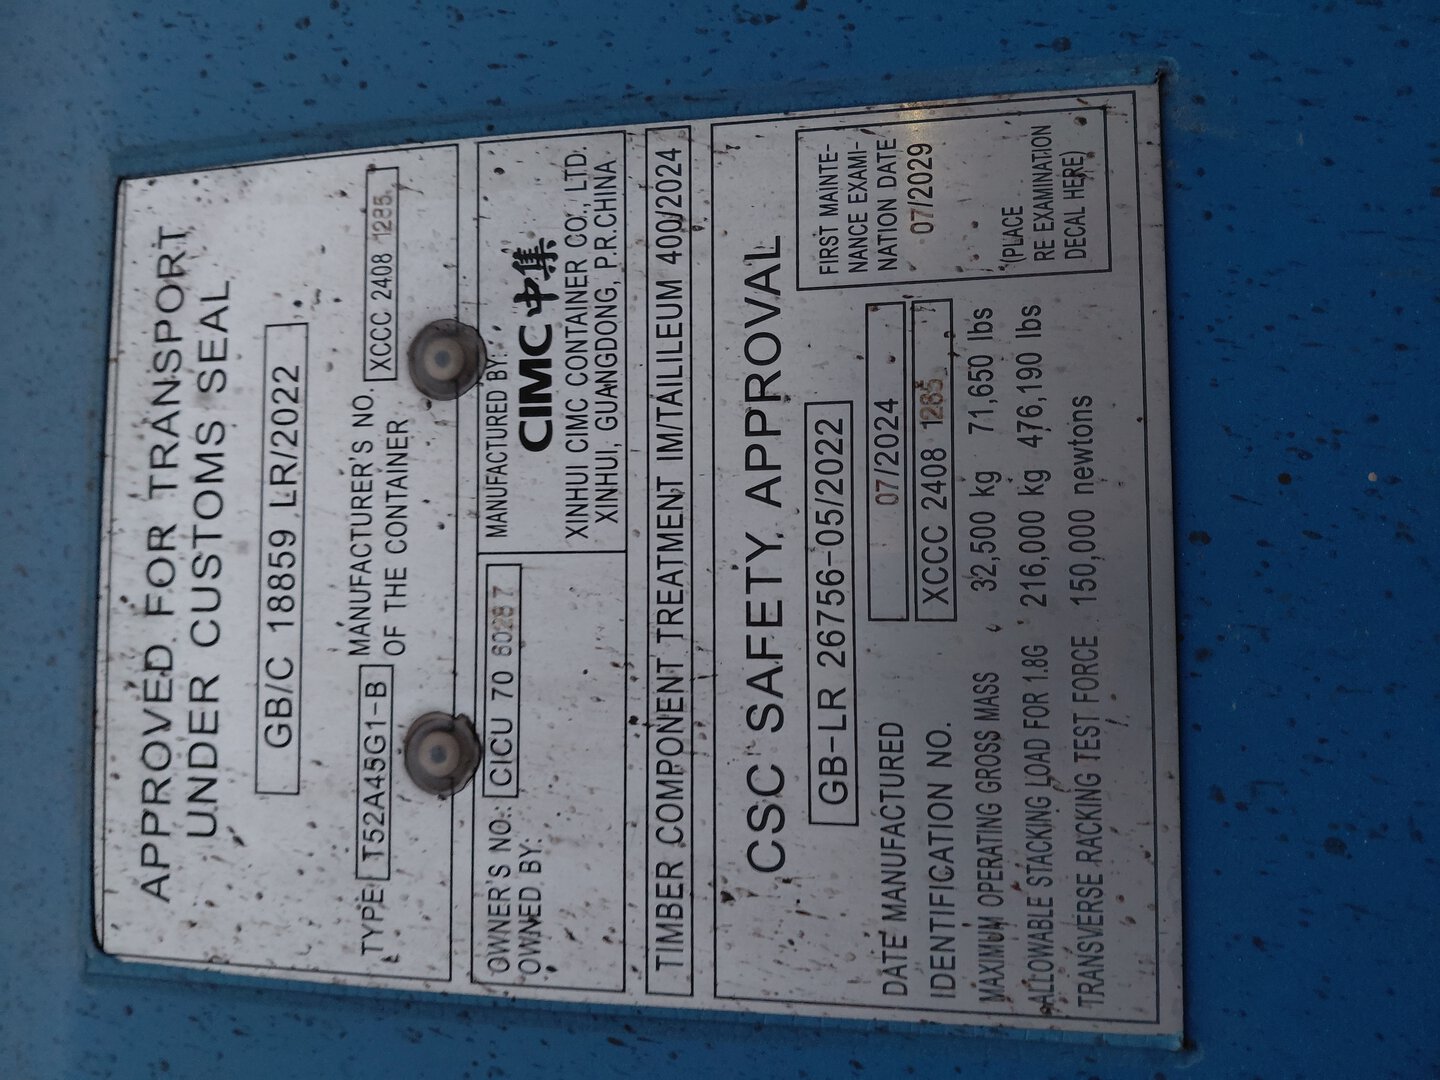 APPROVED FOR TRANSPORT
UNDER CUSTOMS SEAL
GB/C 18859 LR/2022
TYPE T52A45G1-B MANUFACTURER'S NO. XCCC 2408 1285
OF THE CONTAINER
OWNER'S NO.: CICU 70 60287
OWNED BY:
MANUFACTURED BY:
CIMC中集
XINHUI CIMC CONTAINER CO., LTD.
XINHUI, GUANGDONG, P.R.CHINA
TIMBER COMPONENT TREATMENT IM/TAILILEUM 400/2024
CSC SAFETY APPROVAL
GB-LR 26756-05/2022
DATE MANUFACTURED 07/2024
IDENTIFICATION NO. XCCC 2408 1285
MAXIMUM OPERATING GROSS MASS 32,500 kg 71,650 lbs
ALLOWABLE STACKING LOAD FOR 1.8G 216,000 kg 476,190 lbs
TRANSVERSE RACKING TEST FORCE 150,000 newtons
FIRST MAINTE-
NANCE EXAMI-
NATION DATE
07/2029
(PLACE
RE EXAMINATION
DECAL HERE)